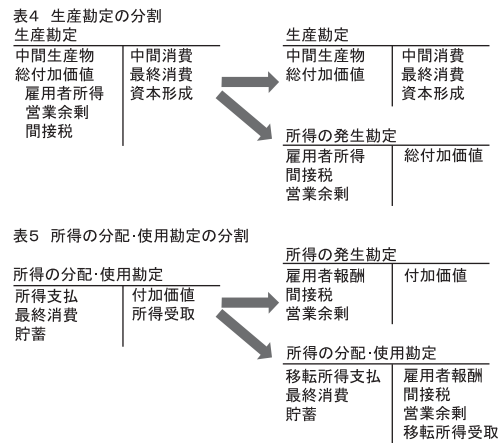 表4 生産勘定の分割
生産勘定
中間生産物 中間消費
総付加価値 最終消費
雇用者所得 資本形成
営業余剰
間接税
生産勘定
中間生産物 中間消費
総付加価値 最終消費
資本形成
所得の発生勘定
雇用者所得 総付加価値
間接税
営業余剰
表5 所得の分配・使用勘定の分割
所得の分配・使用勘定
所得支払 付加価値
最終消費 所得受取
貯蓄
所得の発生勘定
雇用者報酬 付加価値
間接税
営業余剰
所得の分配・使用勘定
移転所得支払 雇用者報酬
最終消費 間接税
貯蓄 営業余剰
移転所得受取